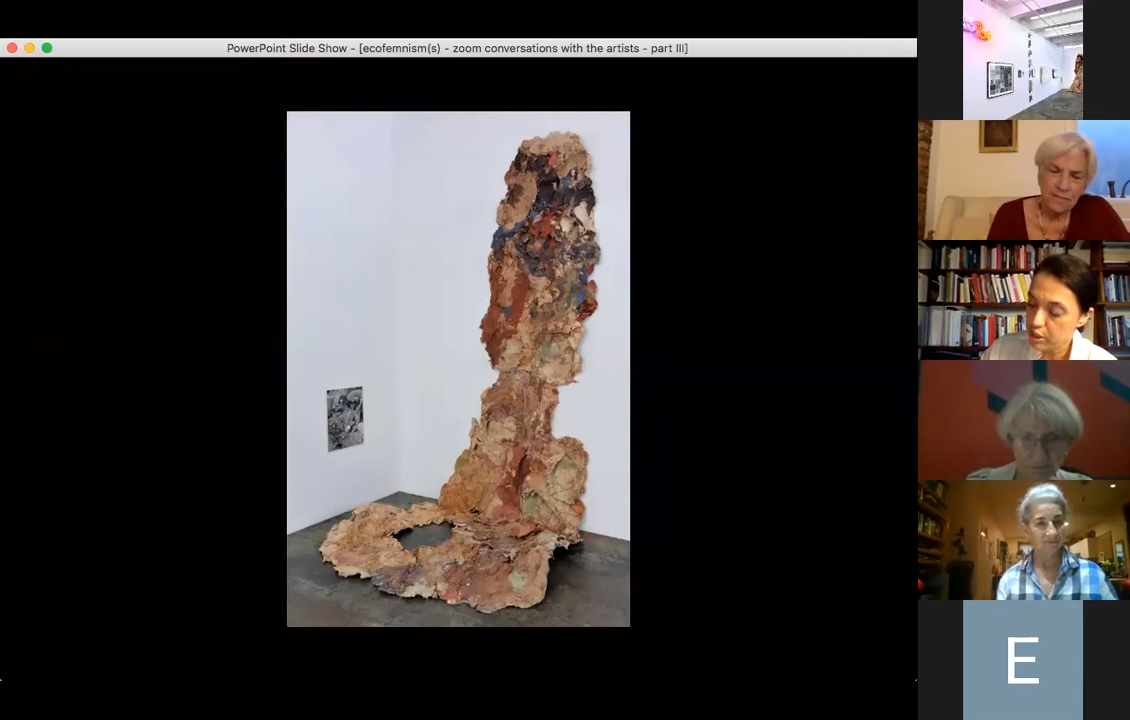 PowerPoint Slide Show - [ecofemnism(s) - zoom conversations with the artists - part III]
E